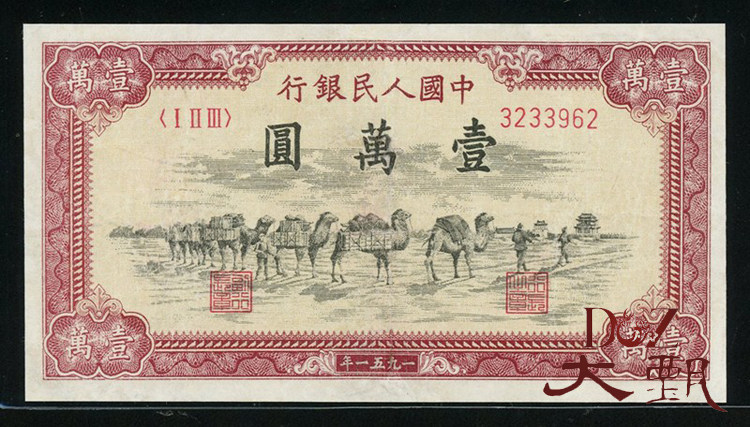 壹萬
壹萬
中國人民銀行
〈I II III〉
3233962
壹萬圓
壹萬
一九五一年
壹萬